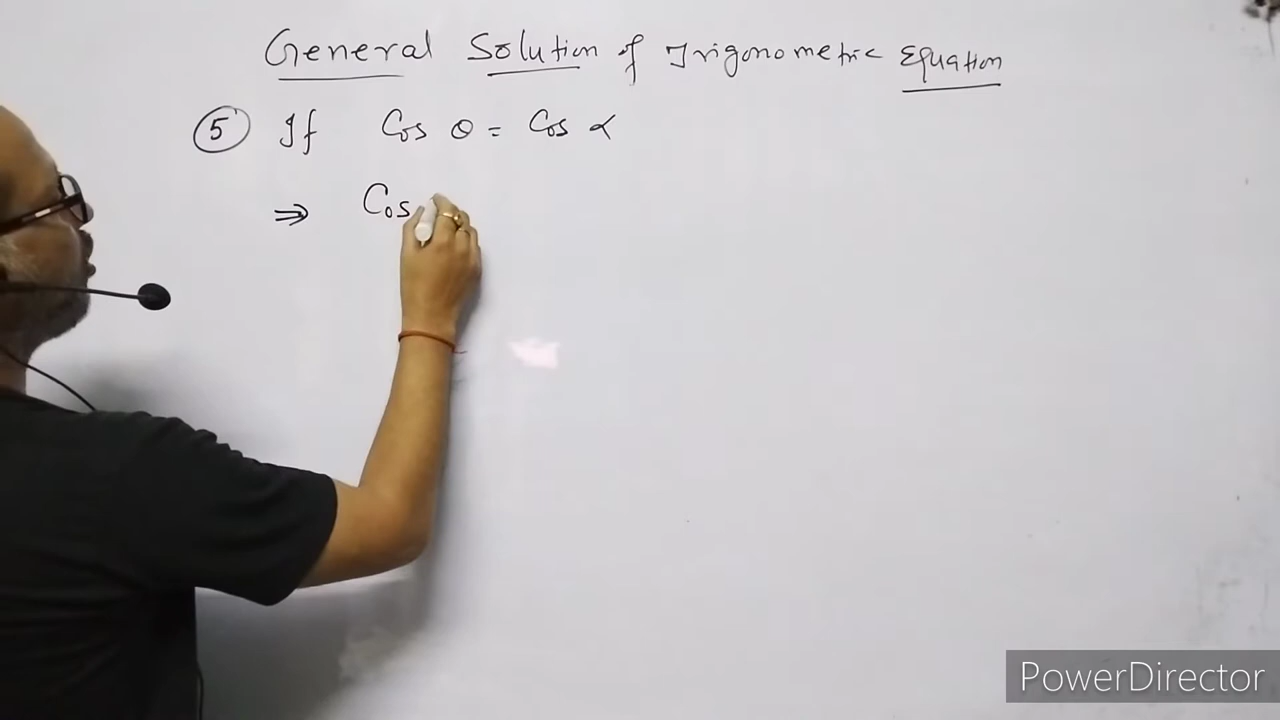 General Solution of Trigonometric Equation
⑤ If Cos θ = Cos α
⇒ Cos
PowerDirector